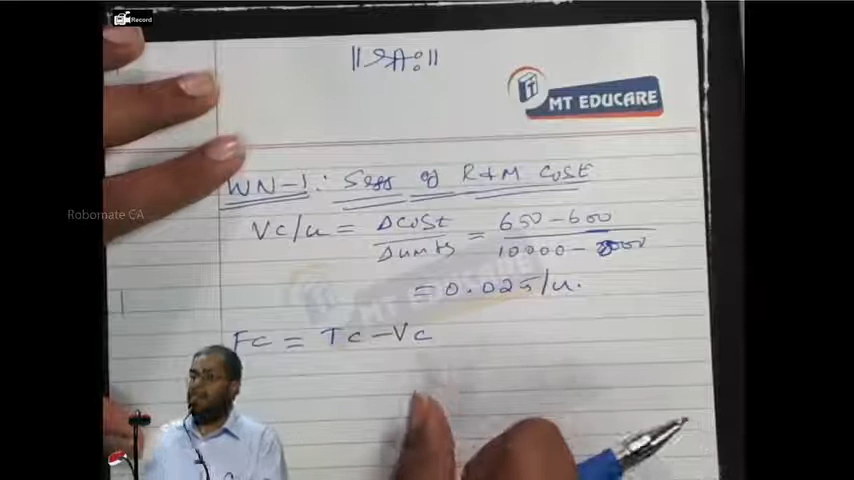 Record
॥ श्रीः ॥
MT EDUCARE
WN-1: Segg of R&M Cost
Vc/u = Δcost / Δunits = 650-600 / 10000-8000
= 0.025/u.
Robomate CA
Fc = Tc - Vc